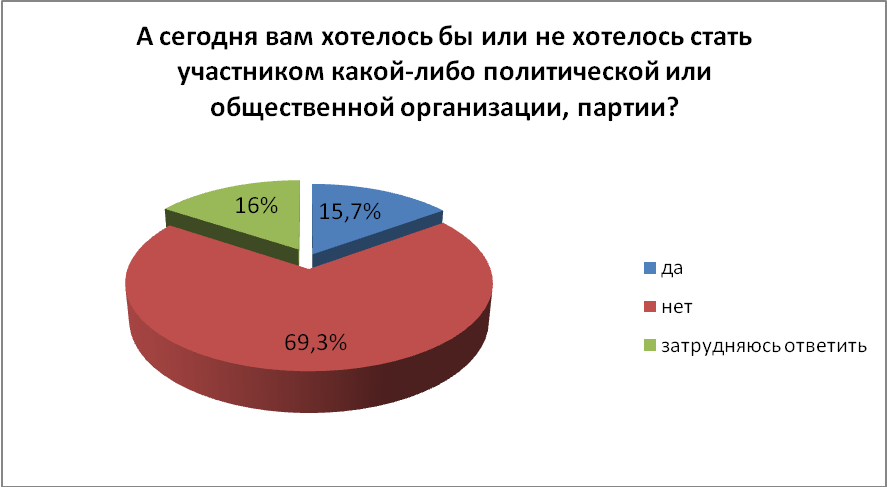 А сегодня вам хотелось бы или не хотелось стать
участником какой-либо политической или
общественной организации, партии?
16%
15,7%
69,3%
да
нет
затрудняюсь ответить